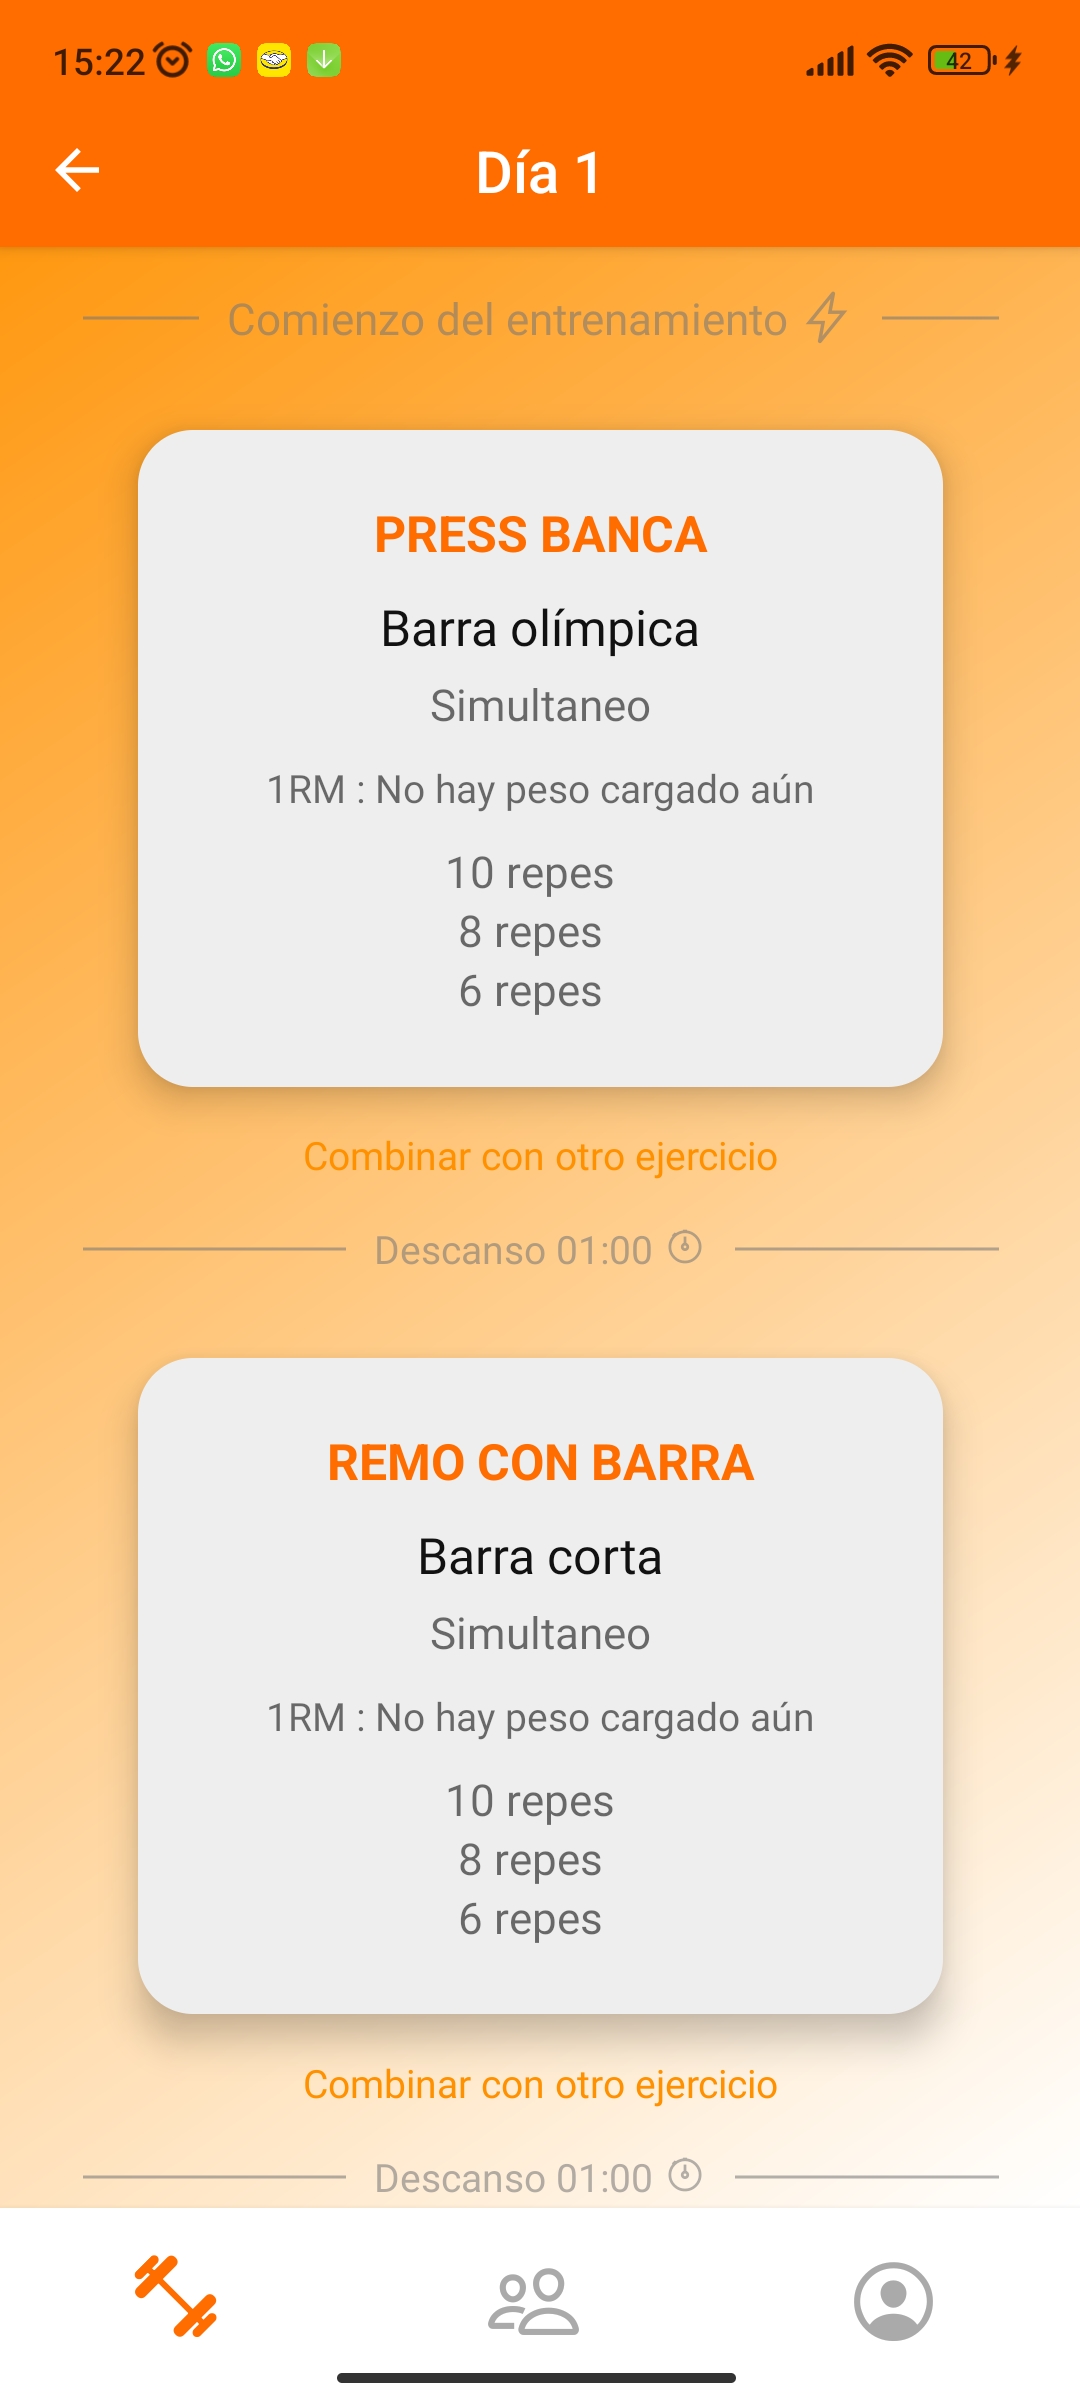 15:22
42
Día 1
Comienzo del entrenamiento
PRESS BANCA
Barra olímpica
Simultaneo
1RM : No hay peso cargado aún
10 repes
8 repes
6 repes
Combinar con otro ejercicio
Descanso 01:00
REMO CON BARRA
Barra corta
Simultaneo
1RM : No hay peso cargado aún
10 repes
8 repes
6 repes
Combinar con otro ejercicio
Descanso 01:00